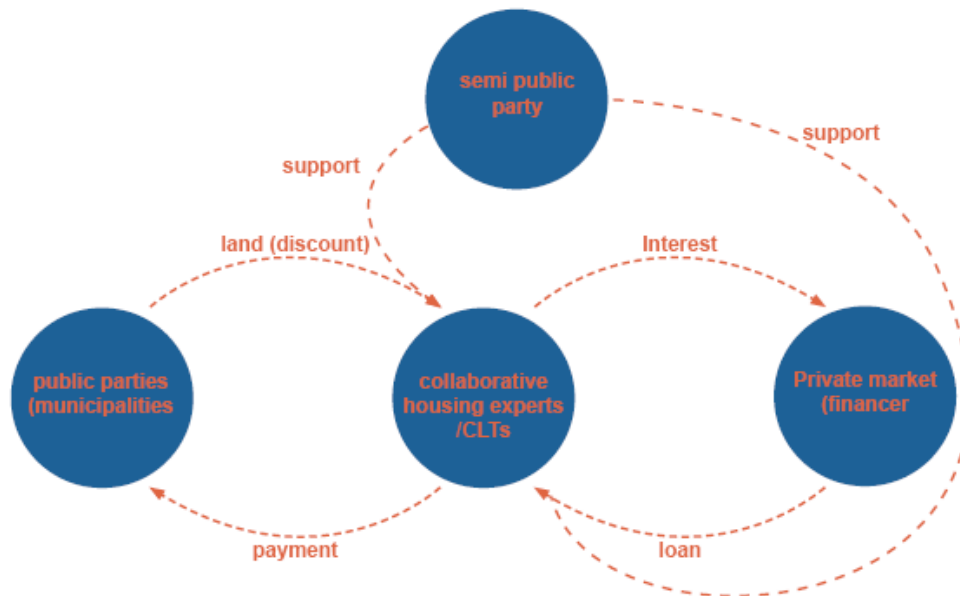 semi public
party
support
support
land (discount)
Interest
public parties
(municipalities
collaborative
housing experts
/CLTs
Private market
(financer
payment
loan